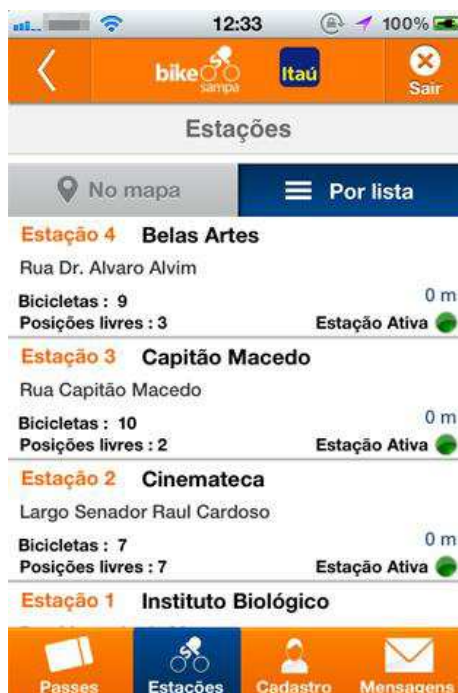 12:33 100%
bike sampa Itaú Sair
Estações
No mapa Por lista
Estação 4 Belas Artes
Rua Dr. Alvaro Alvim
Bicicletas : 9 0 m
Posições livres : 3 Estação Ativa
Estação 3 Capitão Macedo
Rua Capitão Macedo
Bicicletas : 10 0 m
Posições livres : 2 Estação Ativa
Estação 2 Cinemateca
Largo Senador Raul Cardoso
Bicicletas : 7 0 m
Posições livres : 7 Estação Ativa
Estação 1 Instituto Biológico
Passes Estações Cadastro Mensagens